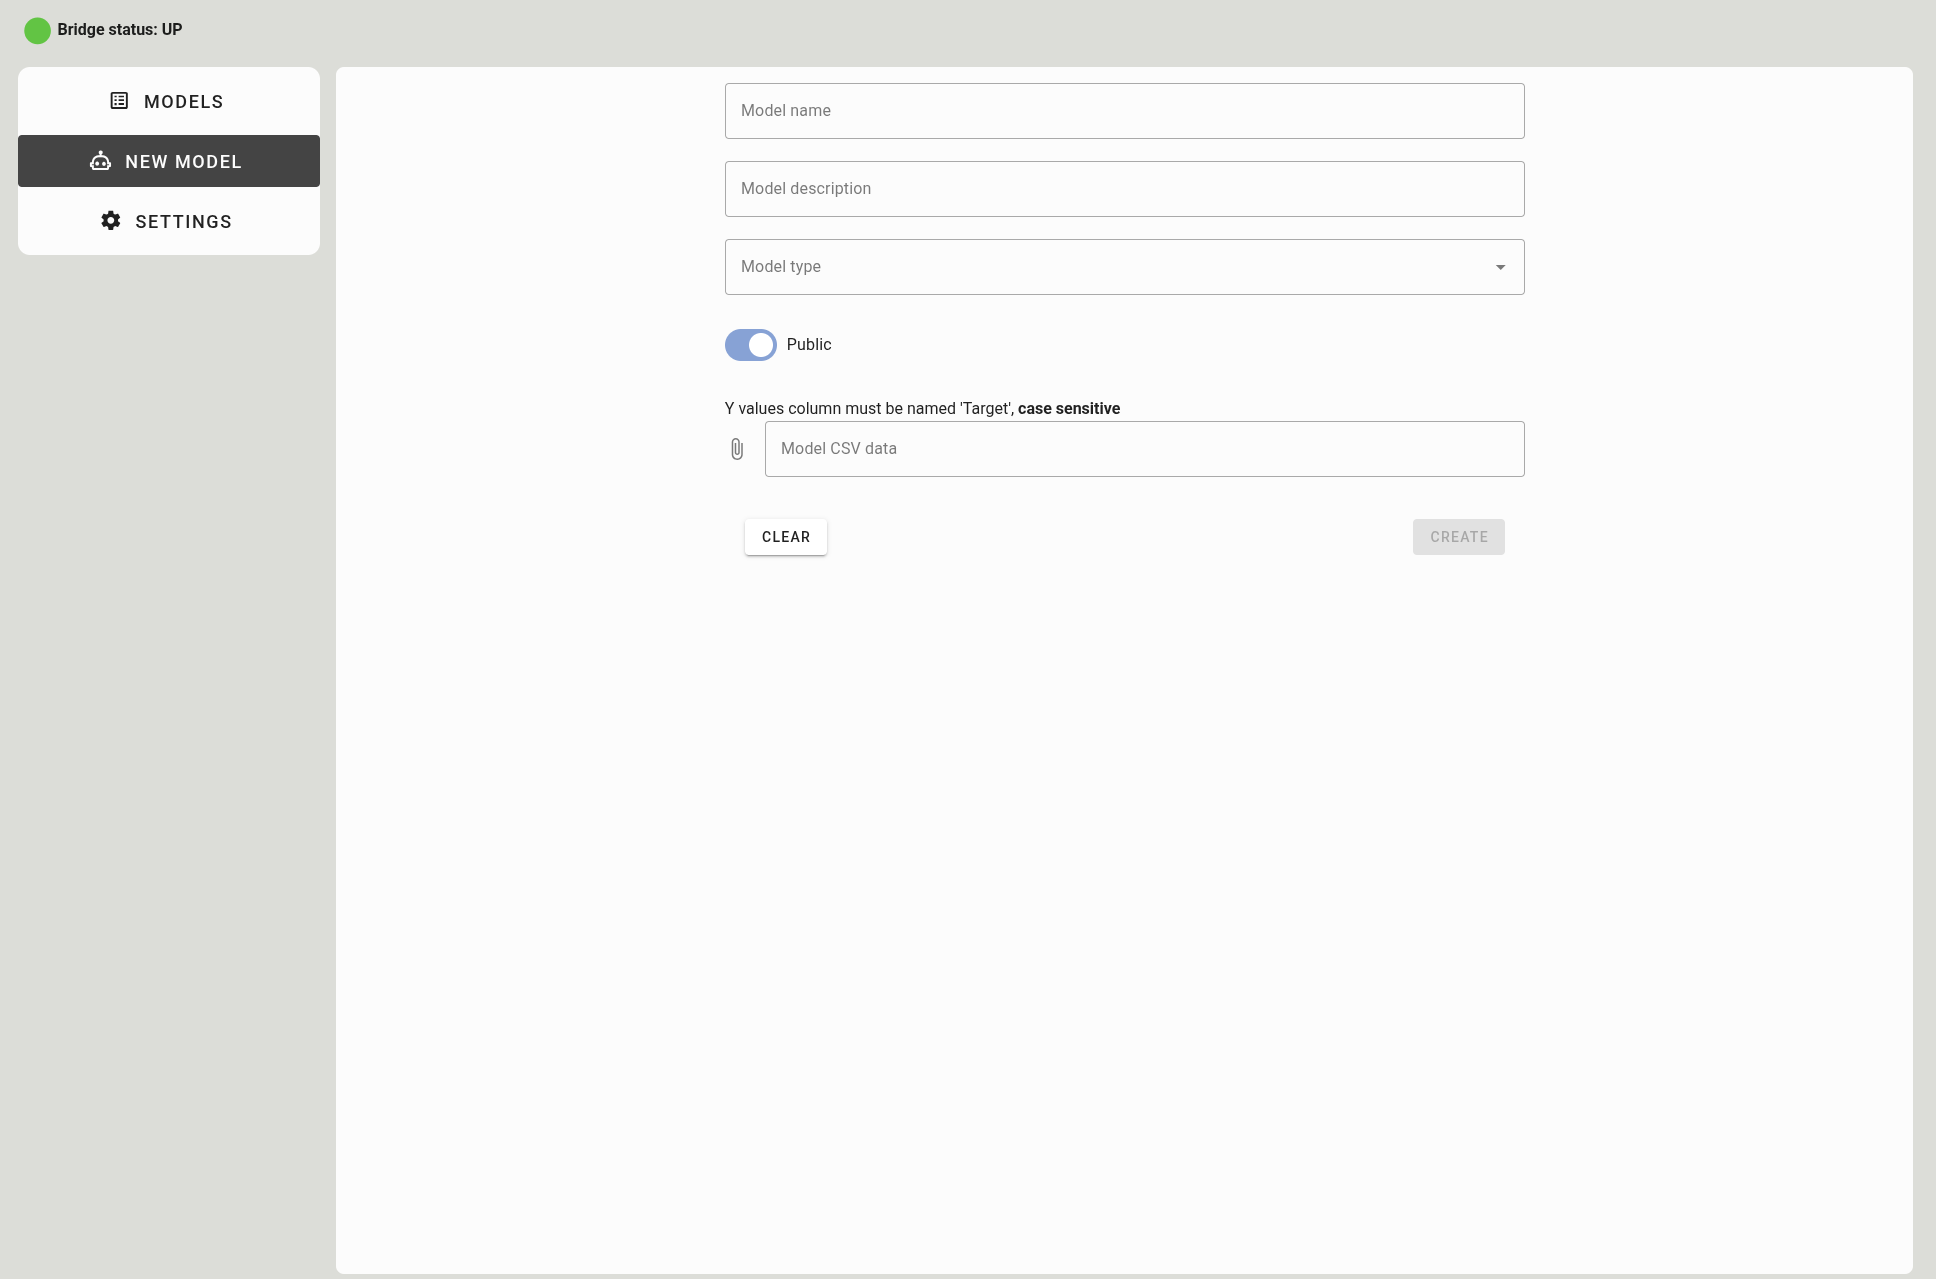 Bridge status: UP
MODELS
NEW MODEL
SETTINGS
Model name
Model description
Model type
Public
Y values column must be named 'Target', case sensitive
Model CSV data
CLEAR
CREATE